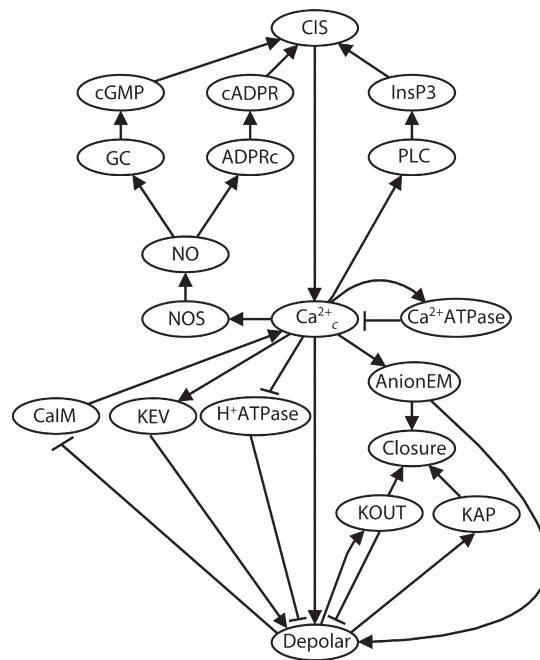 CIS
cGMP
cADPR
InsP3
GC
ADPRc
PLC
NO
NOS
Ca²⁺c
Ca²⁺ATPase
AnionEM
CaIM
KEV
H⁺ATPase
Closure
KOUT
KAP
Depolar